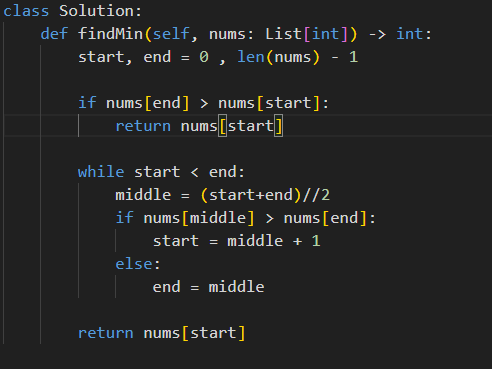 class Solution:
    def findMin(self, nums: List[int]) -> int:
        start, end = 0 , len(nums) - 1
        if nums[end] > nums[start]:
            return nums[start]
        while start < end:
            middle = (start+end)//2
            if nums[middle] > nums[end]:
                start = middle + 1
            else:
                end = middle
        return nums[start]